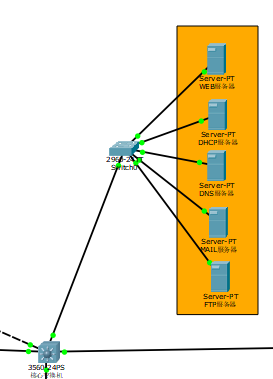 Server-PT
WEB服务器
Server-PT
DHCP服务器
2960-24TT
Switch0
Server-PT
DNS服务器
Server-PT
MAIL服务器
Server-PT
FTP服务器
3560-24PS
核心交换机